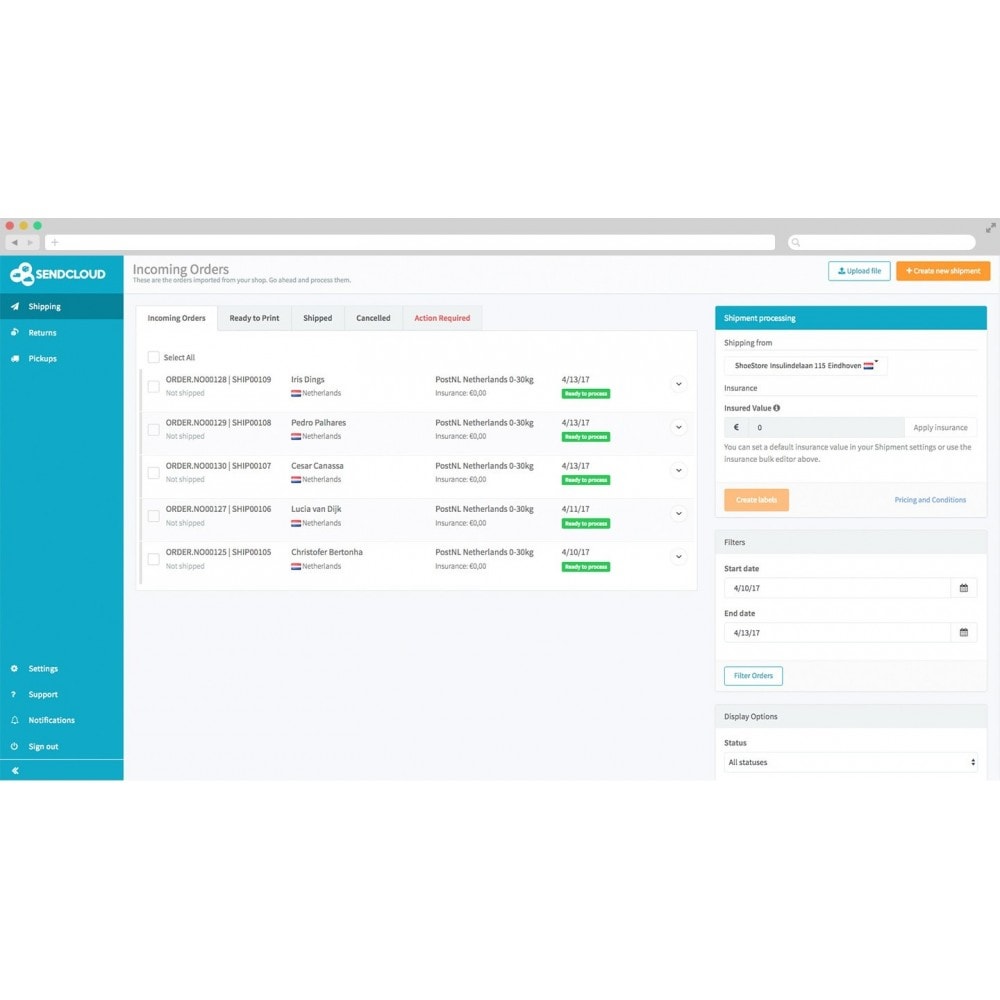 SENDCLOUD
Shipping
Returns
Pickups
Settings
Support
Notifications
Sign out
Incoming Orders
These are the orders imported from your shop. Go ahead and process them.
Upload file
+ Create new shipment
Incoming Orders
Ready to Print
Shipped
Cancelled
Action Required
Select All
ORDER.NO00128 | SHIP00109 Iris Dings PostNL Netherlands 0-30kg 4/13/17
Not shipped Netherlands Insurance: €0,00 Ready to process
ORDER.NO00129 | SHIP00108 Pedro Palhares PostNL Netherlands 0-30kg 4/13/17
Not shipped Netherlands Insurance: €0,00 Ready to process
ORDER.NO00130 | SHIP00107 Cesar Canassa PostNL Netherlands 0-30kg 4/13/17
Not shipped Netherlands Insurance: €0,00 Ready to process
ORDER.NO00127 | SHIP00106 Lucia van Dijk PostNL Netherlands 0-30kg 4/11/17
Not shipped Netherlands Insurance: €0,00 Ready to process
ORDER.NO00125 | SHIP00105 Christofer Bertonha PostNL Netherlands 0-30kg 4/10/17
Not shipped Netherlands Insurance: €0,00 Ready to process
Shipment processing
Shipping from
ShoeStore Insulindelaan 115 Eindhoven
Insurance
Insured Value
€ 0 Apply insurance
You can set a default insurance value in your Shipment settings or use the
insurance bulk editor above.
Create labels
Pricing and Conditions
Filters
Start date
4/10/17
End date
4/13/17
Filter Orders
Display Options
Status
All statuses